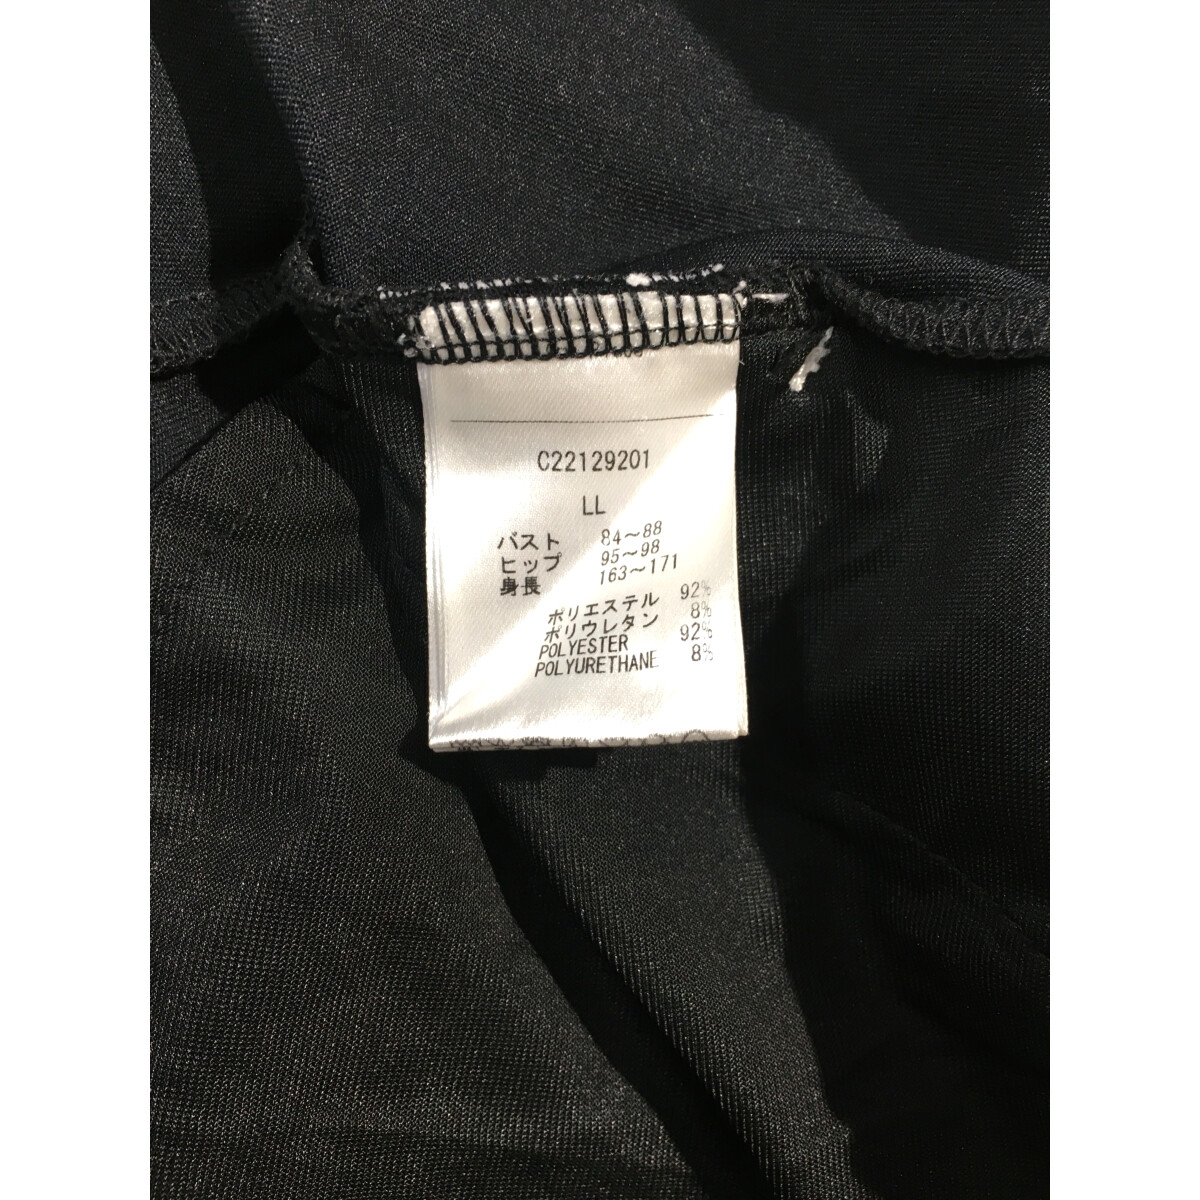 C22129201
LL
バスト 84～88
ヒップ 95～98
身長 163～171
ポリエステル 92%
ポリウレタン 8%
POLYESTER 92%
POLYURETHANE 8%